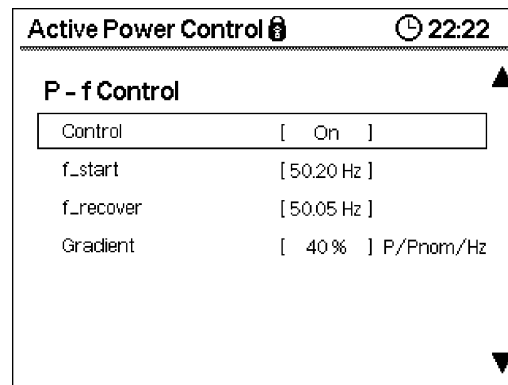 Active Power Control 22:22
P - f Control
Control [ On ]
f_start [ 50.20 Hz ]
f_recover [ 50.05 Hz ]
Gradient [ 40 % ] P/Pnom/Hz